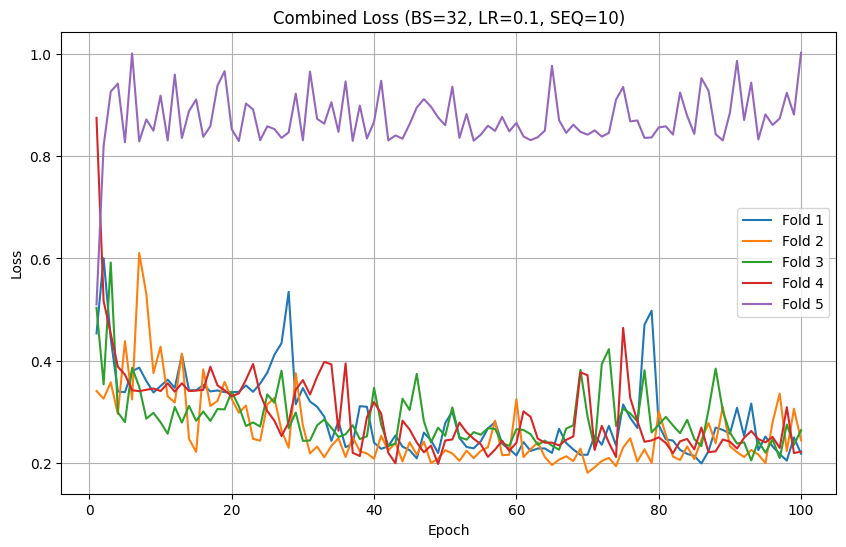 Combined Loss (BS=32, LR=0.1, SEQ=10)
1.0
0.8
0.6
0.4
0.2
Loss
Fold 1
Fold 2
Fold 3
Fold 4
Fold 5
0 20 40 60 80 100
Epoch